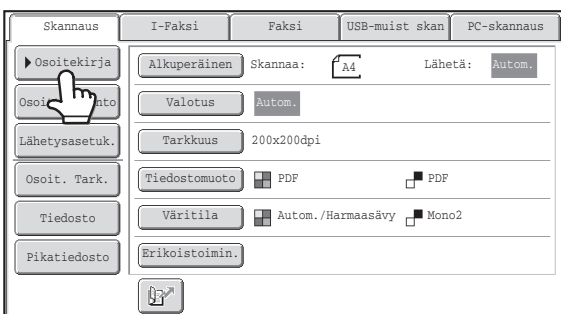 Skannaus I-Faksi Faksi USB-muist skan PC-skannaus
Osoitekirja Alkuperäinen Skannaa: A4 Lähetä: Autom.
Valotus Autom.
Lähetysasetuk. Tarkkuus 200x200dpi
Osoit. Tark. Tiedostomuoto PDF PDF
Tiedosto Väritila Autom./Harmaasävy Mono2
Pikatiedosto Erikoistoimin.